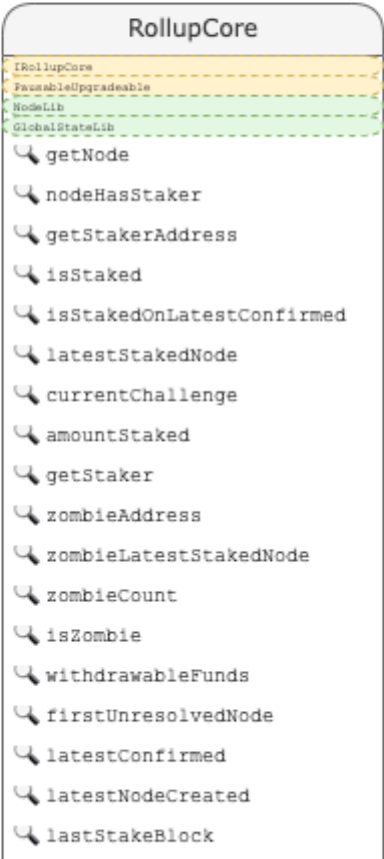 RollupCore
IRollupCore
PausableUpgradeable
NodeLib
GlobalStateLib
getNode
nodeHasStaker
getStakerAddress
isStaked
isStakedOnLatestConfirmed
latestStakedNode
currentChallenge
amountStaked
getStaker
zombieAddress
zombieLatestStakedNode
zombieCount
isZombie
withdrawableFunds
firstUnresolvedNode
latestConfirmed
latestNodeCreated
lastStakeBlock